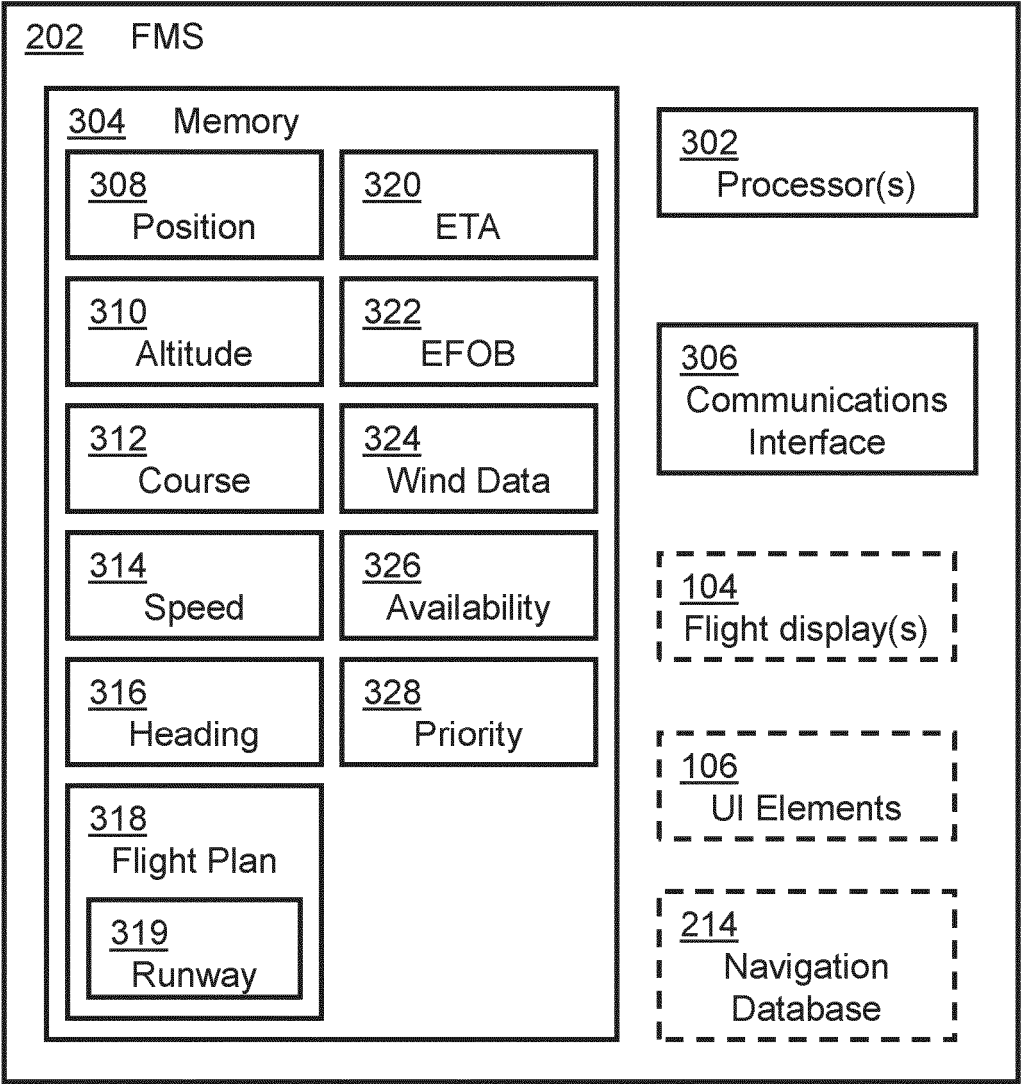 202 FMS
304 Memory
308
Position
320
ETA
310
Altitude
322
EFOB
312
Course
324
Wind Data
314
Speed
326
Availability
316
Heading
328
Priority
318
Flight Plan
319
Runway
302
Processor(s)
306
Communications
Interface
104
Flight display(s)
106
UI Elements
214
Navigation
Database